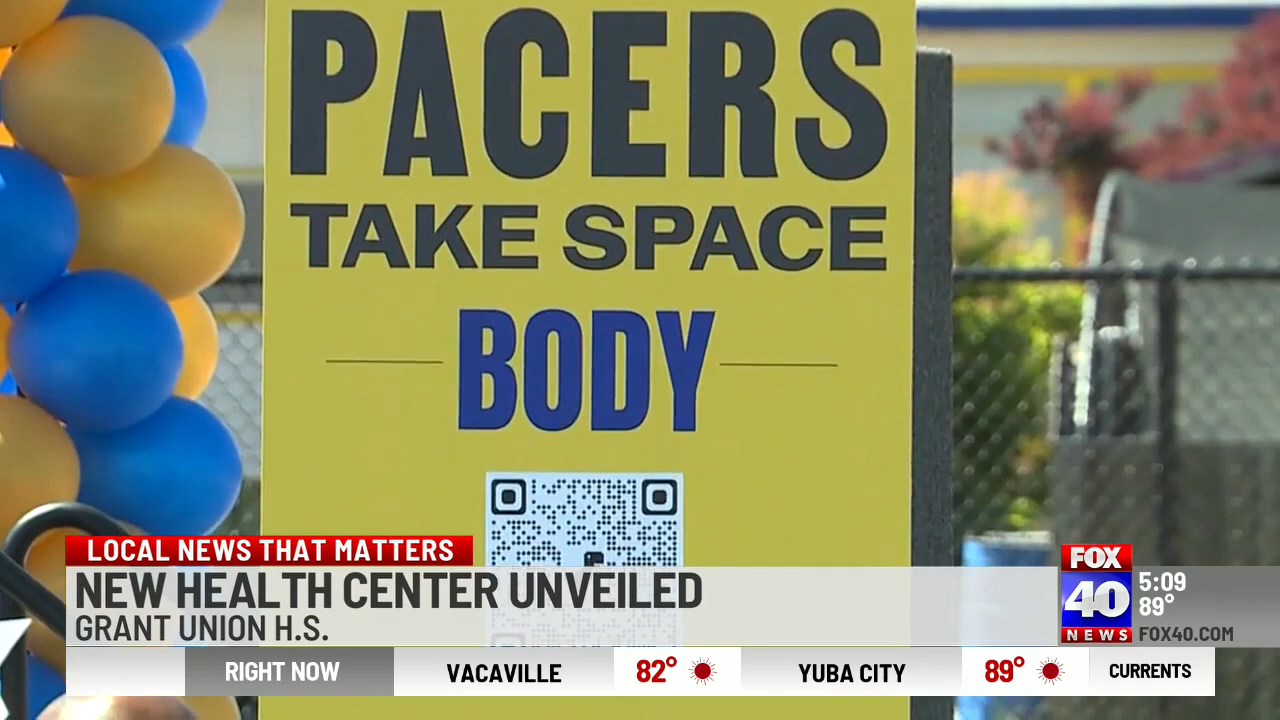 PACERS
TAKE SPACE
BODY
LOCAL NEWS THAT MATTERS
NEW HEALTH CENTER UNVEILED
GRANT UNION H.S.
FOX
40
NEWS
5:09
89°
FOX40.COM
RIGHT NOW
VACAVILLE
82°
YUBA CITY
89°
CURRENTS